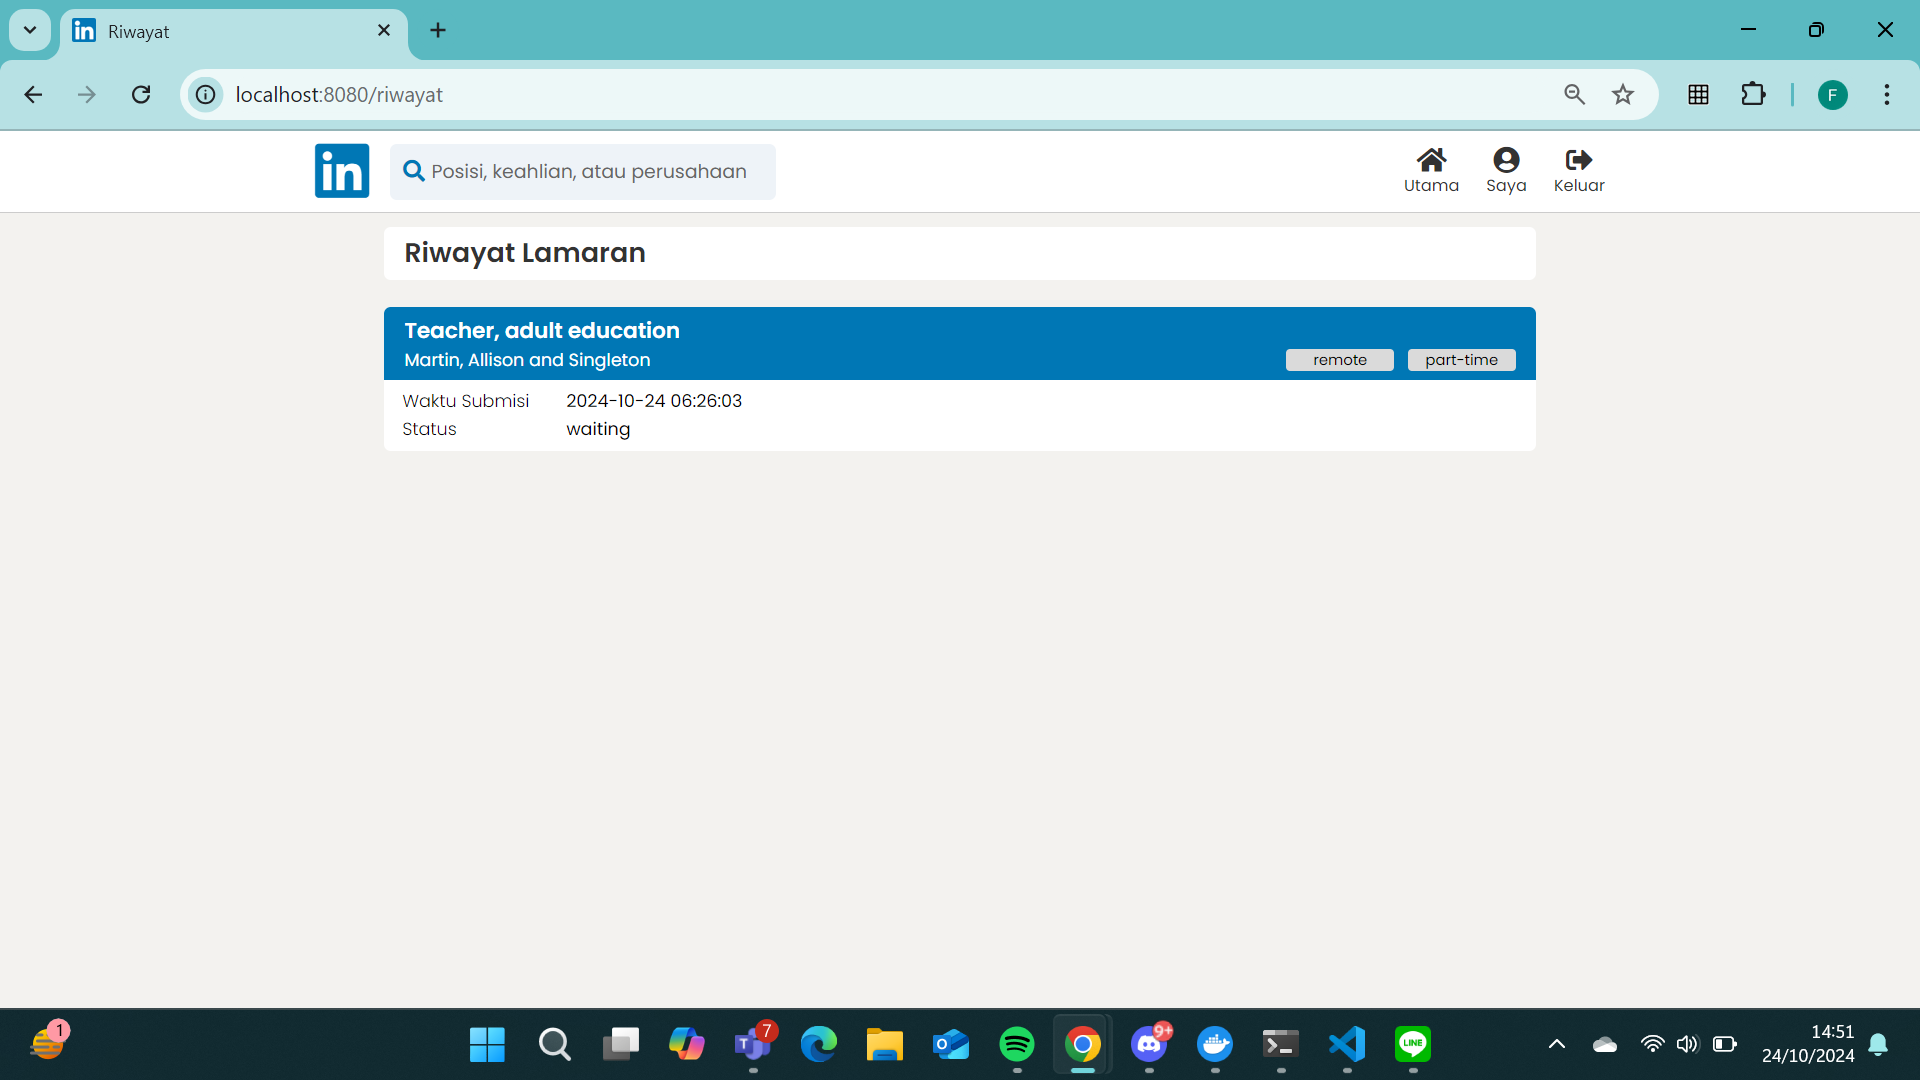 Riwayat
localhost:8080/riwayat
F
in
Posisi, keahlian, atau perusahaan
Utama
Saya
Keluar
Riwayat Lamaran
Teacher, adult education
Martin, Allison and Singleton
remote
part-time
Waktu Submisi 2024-10-24 06:26:03
Status waiting
1
7
9+
LINE
14:51
24/10/2024